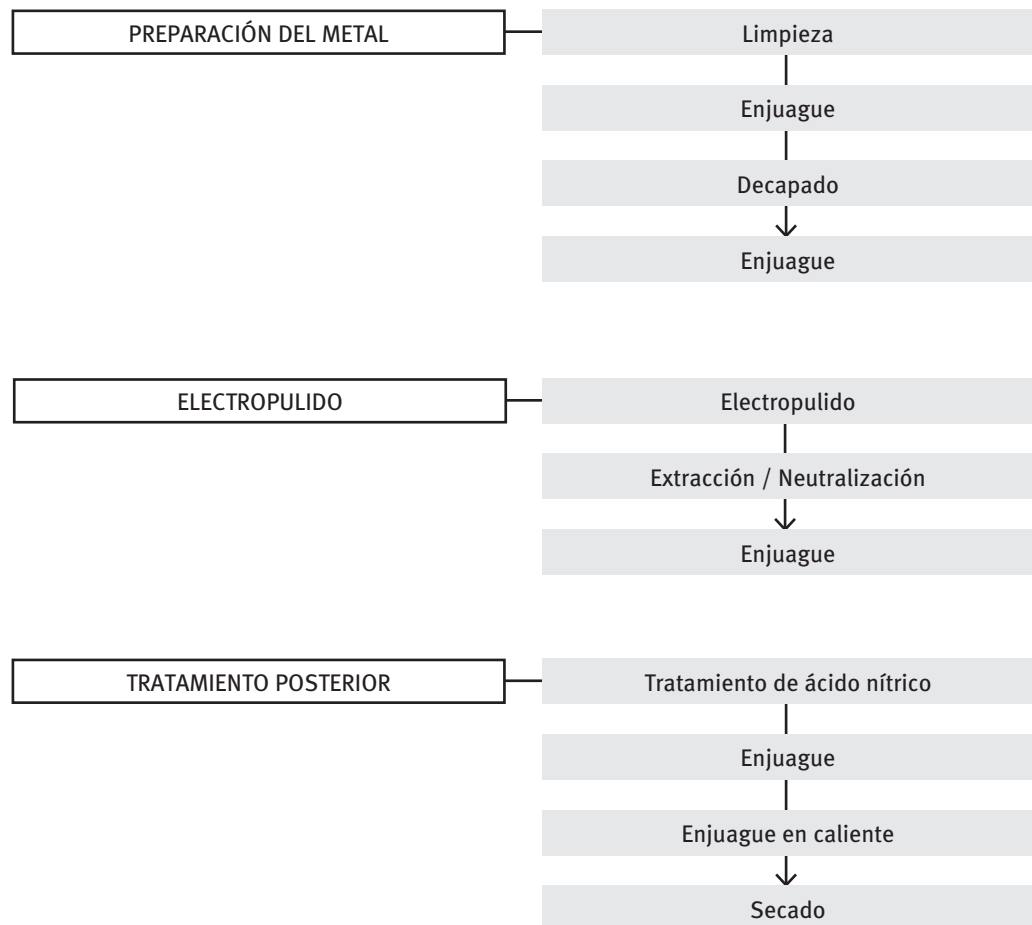 PREPARACIÓN DEL METAL
Limpieza
Enjuague
Decapado
Enjuague
ELECTROPULIDO
Electropulido
Extracción / Neutralización
Enjuague
TRATAMIENTO POSTERIOR
Tratamiento de ácido nítrico
Enjuague
Enjuague en caliente
Secado